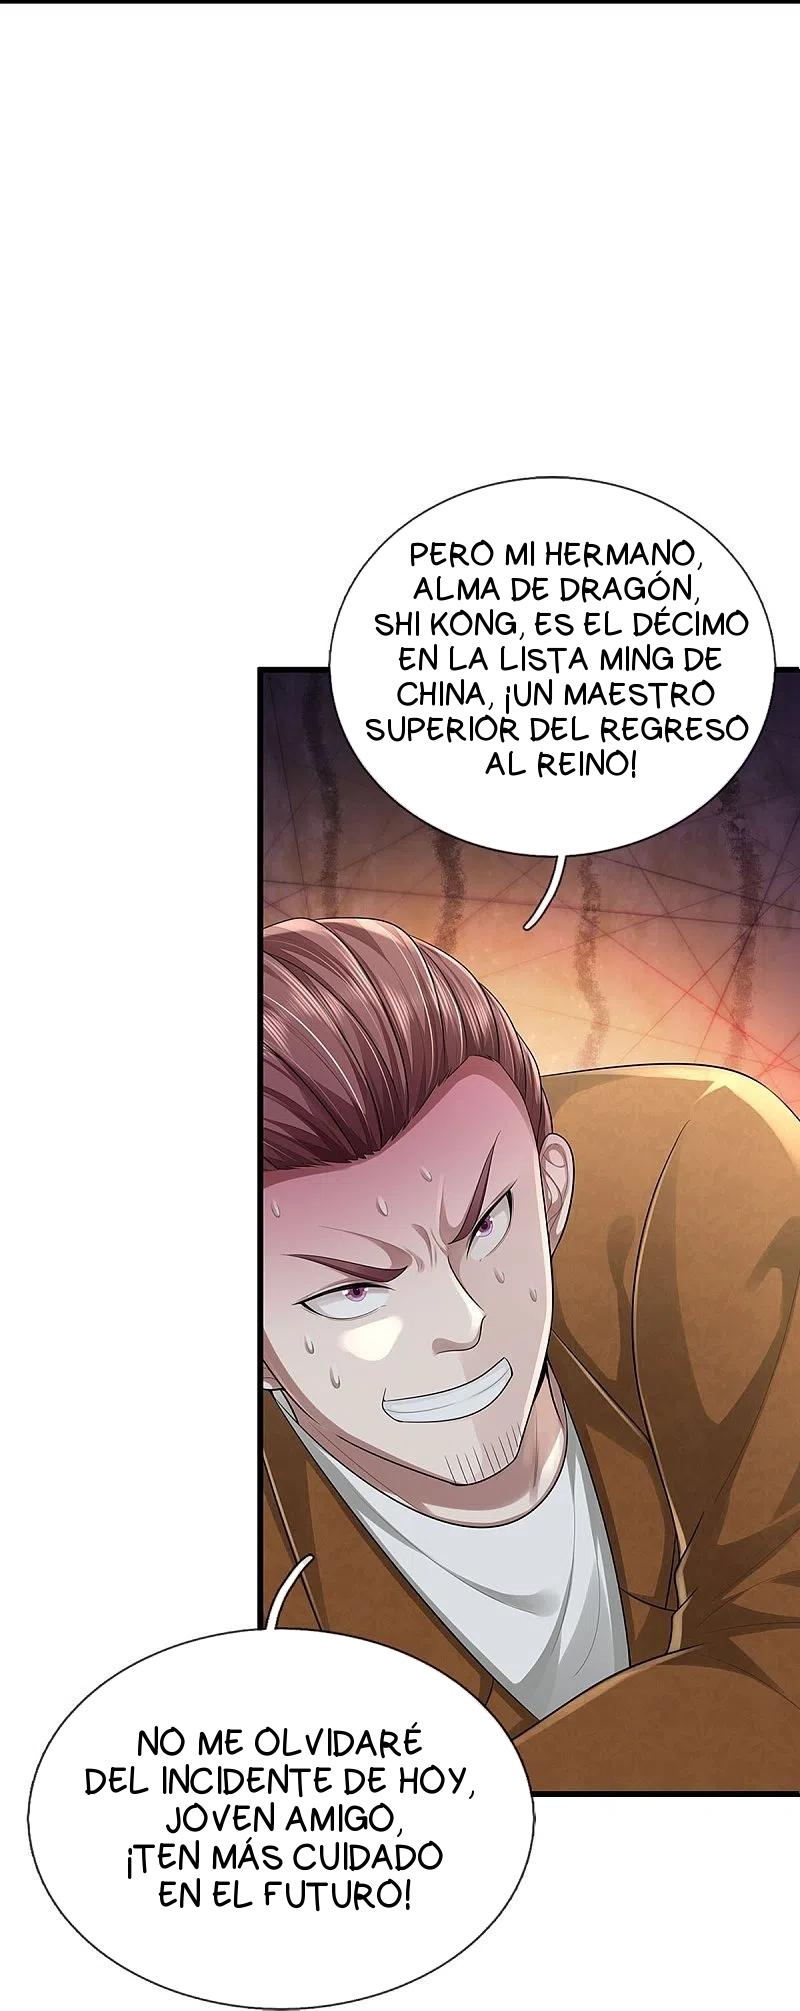 PERO MI HERMANO,
ALMA DE DRAGÓN,
SHI KONG, ES EL DÉCIMO
EN LA LISTA MING DE
CHINA, ¡UN MAESTRO
SUPERIOR DEL REGRESO
AL REINO!
NO ME OLVIDARÉ
DEL INCIDENTE DE HOY,
JOVEN AMIGO,
¡TEN MÁS CUIDADO
EN EL FUTURO!